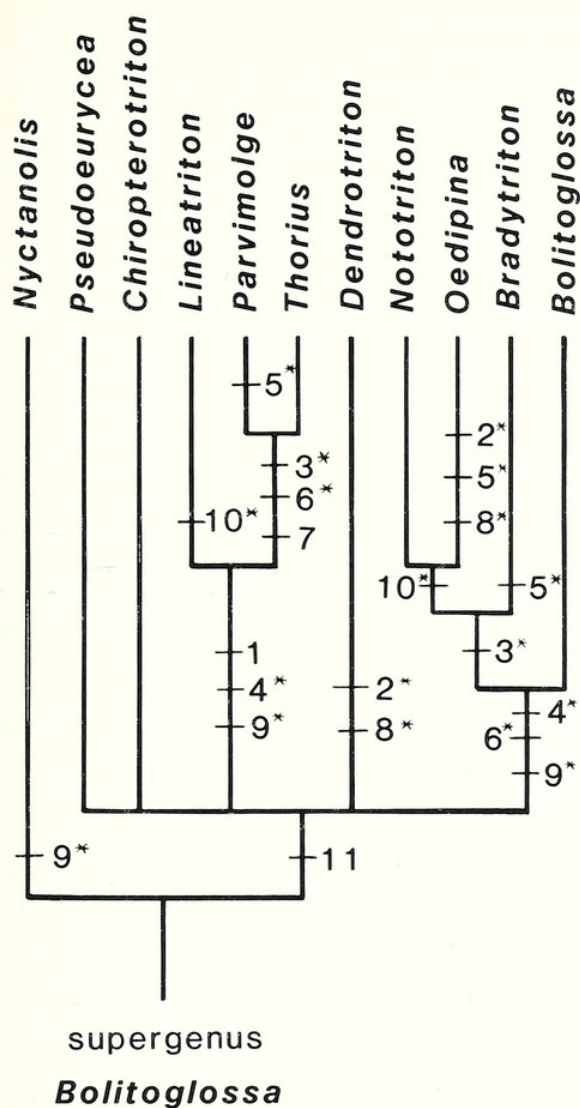 Nyctanolis
Pseudoeurycea
Chiropterotriton
Lineatriton
Parvimolge
Thorius
Dendrotriton
Nototriton
Oedipina
Bradytriton
Bolitoglossa
5*
2*
3*
5*
6*
10*
8*
7
10*
5*
1
3*
4*
2*
4*
9*
8*
6*
9*
9*
11
supergenus
Bolitoglossa